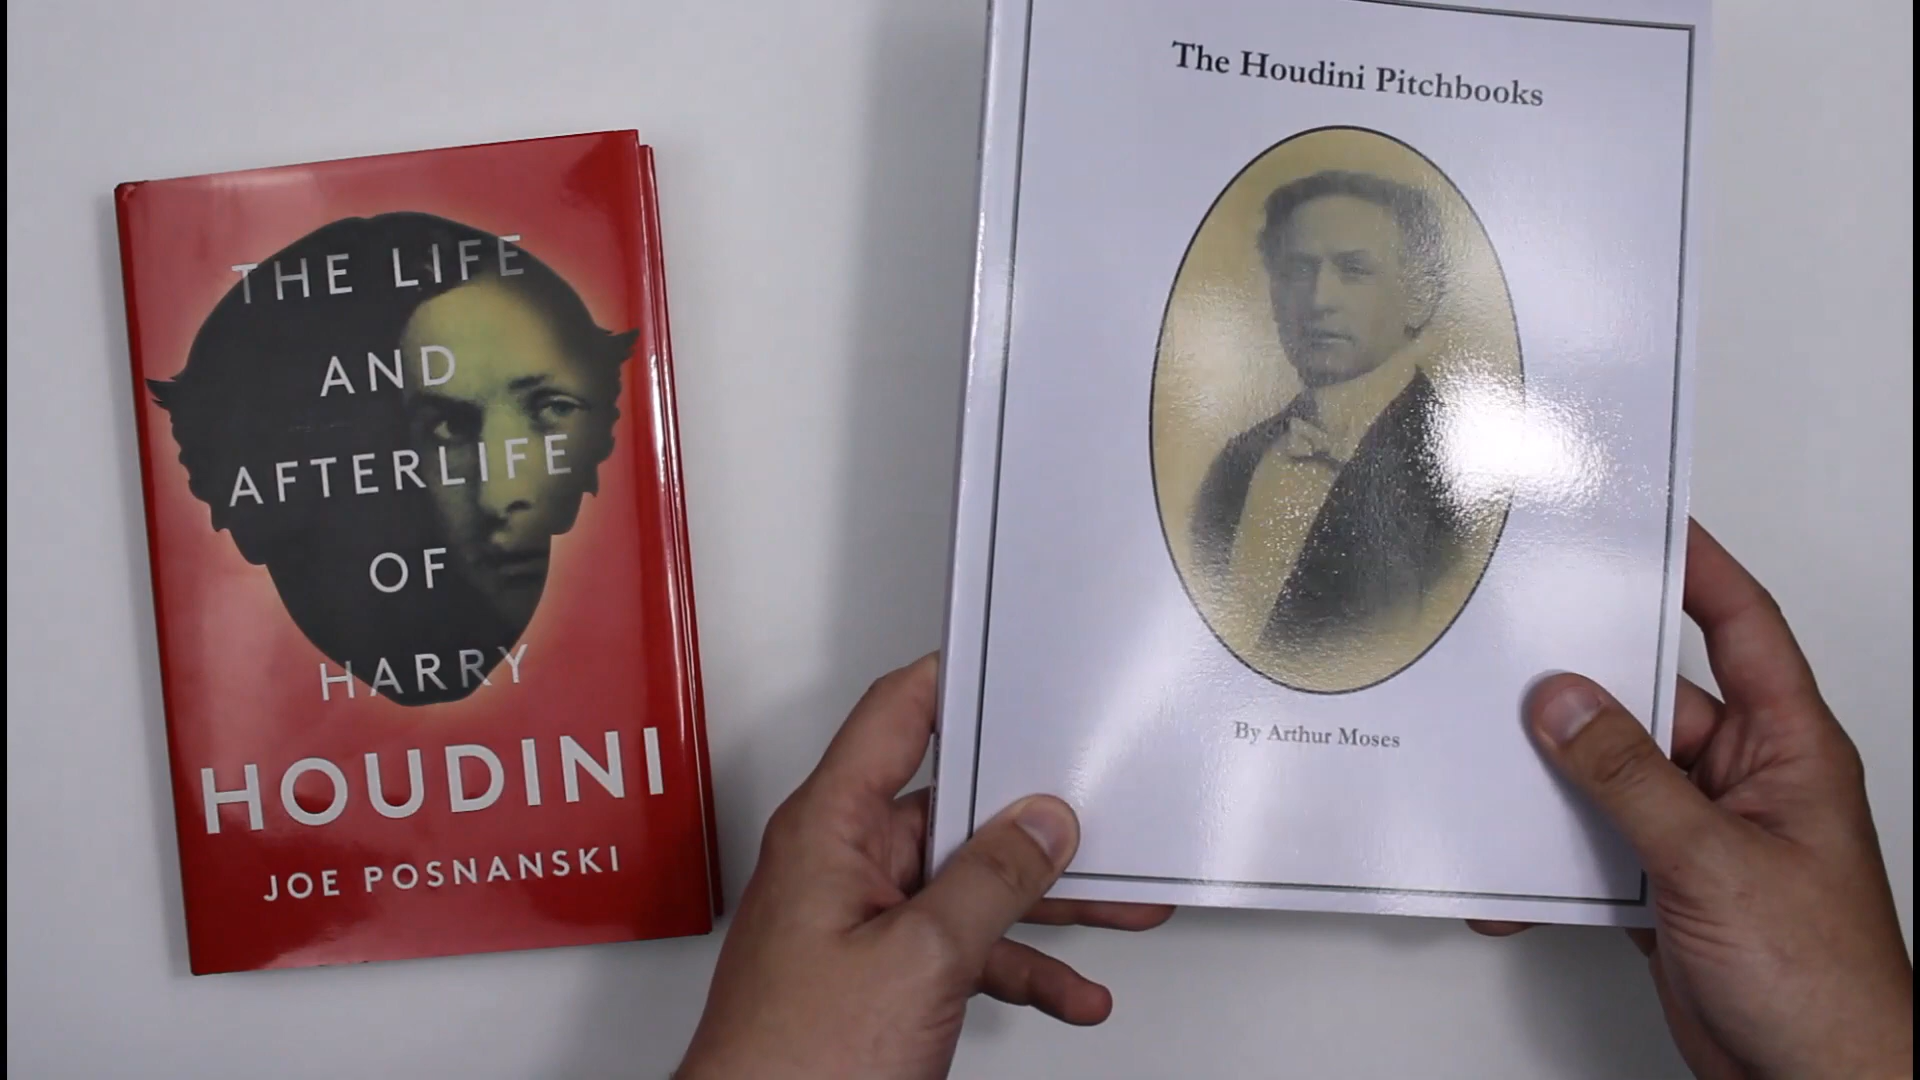 THE LIFE
AND
AFTERLIFE
OF
HARRY
HOUDINI
JOE POSNANSKI
The Houdini Pitchbooks
By Arthur Moses